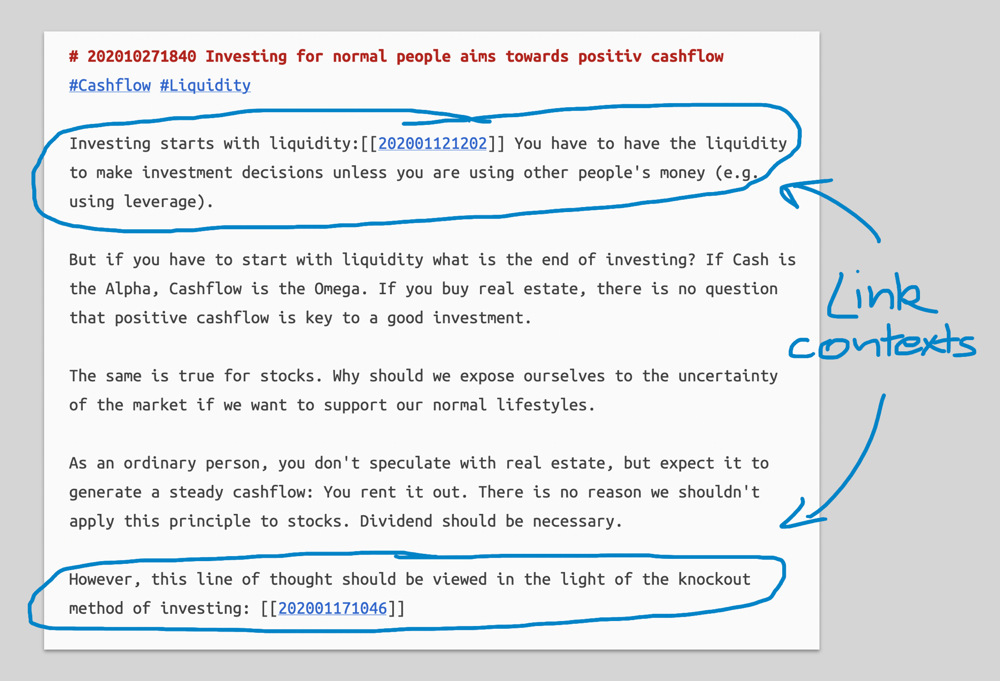 # 202010271840 Investing for normal people aims towards positiv cashflow
#Cashflow #Liquidity
Investing starts with liquidity:[[202001121202]] You have to have the liquidity
to make investment decisions unless you are using other people's money (e.g.
using leverage).
But if you have to start with liquidity what is the end of investing? If Cash is
the Alpha, Cashflow is the Omega. If you buy real estate, there is no question
that positive cashflow is key to a good investment.
The same is true for stocks. Why should we expose ourselves to the uncertainty
of the market if we want to support our normal lifestyles.
As an ordinary person, you don't speculate with real estate, but expect it to
generate a steady cashflow: You rent it out. There is no reason we shouldn't
apply this principle to stocks. Dividend should be necessary.
However, this line of thought should be viewed in the light of the knockout
method of investing: [[202001171046]]
Link
contexts